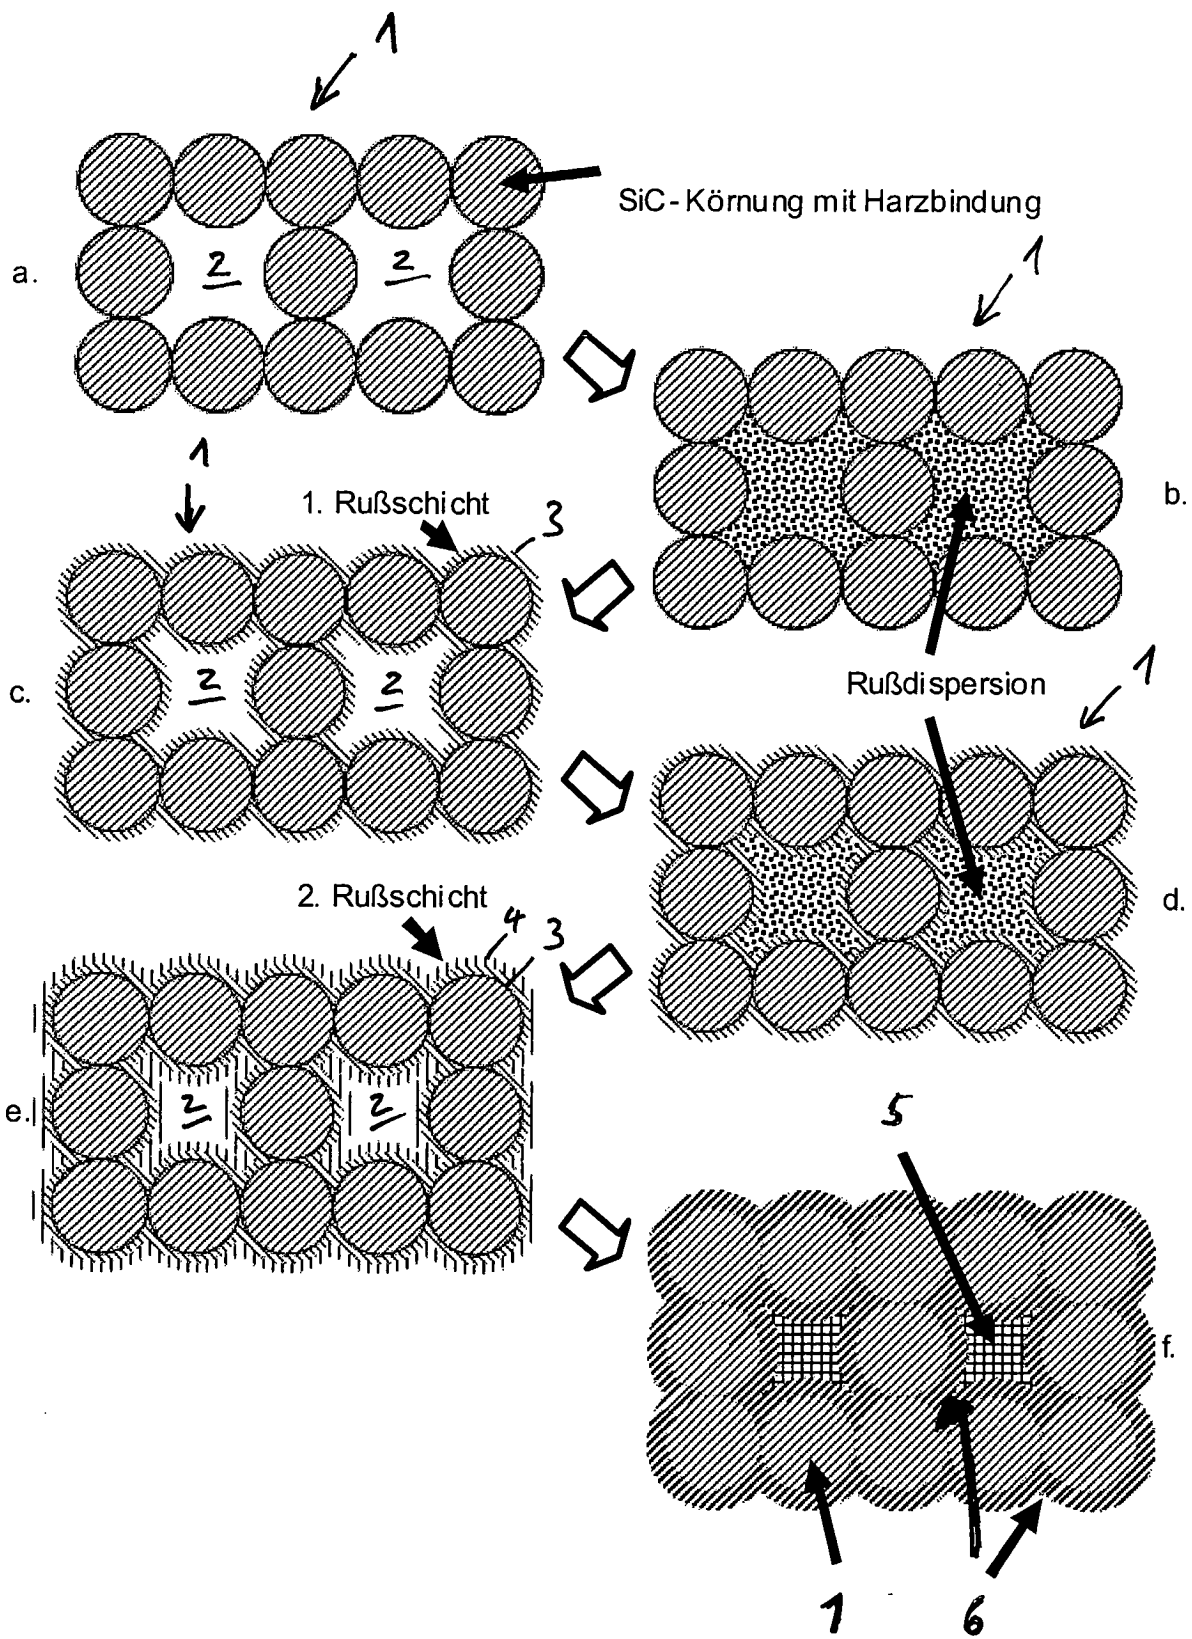 1
SiC-Körnung mit Harzbindung
2 2
a.
1
b.
1
1. Rußschicht
3
c.
2 2
Rußdispersion
1
d.
2. Rußschicht
4 3
e.
2 2
5
f.
1 6